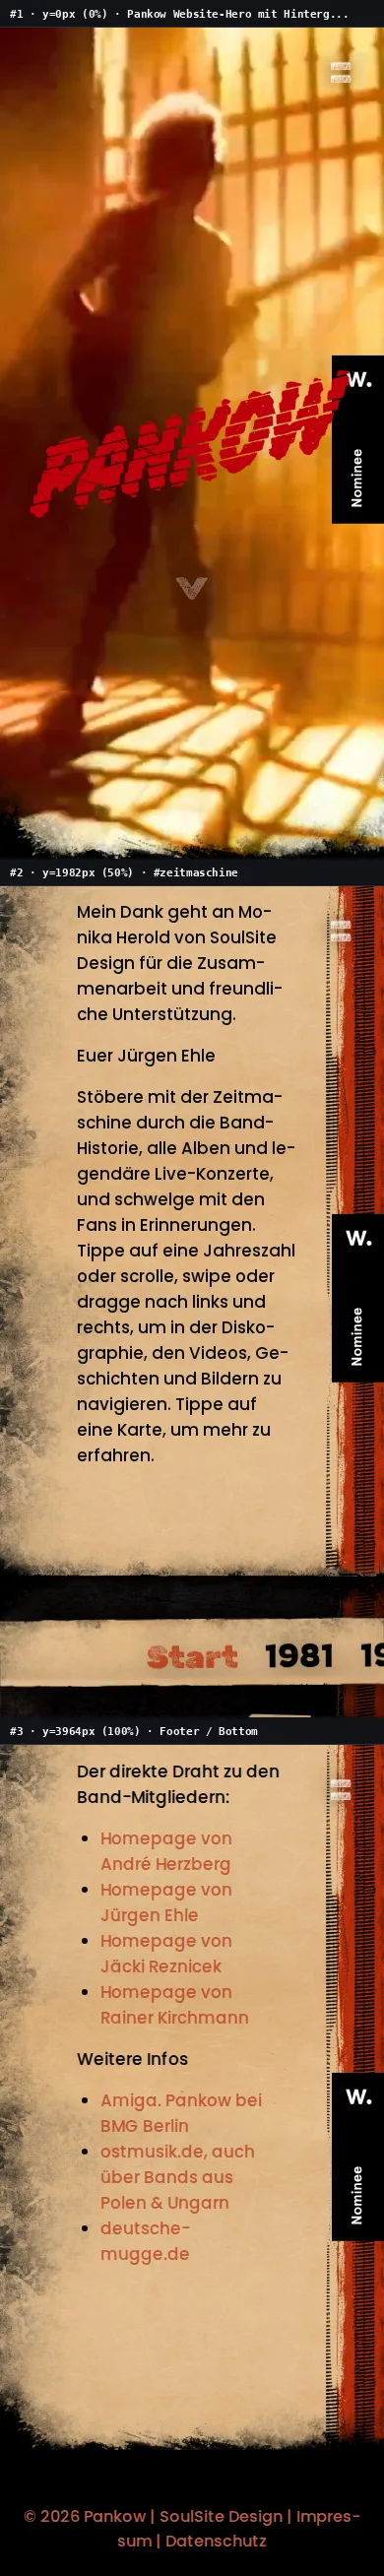 #1 · y=0px (0%) · Pankow Website-Hero mit Hinterg...
PANKOW
W.
Nominee
#2 · y=1982px (50%) · #zeitmaschine
Mein Dank geht an Mo-
nika Herold von SoulSite
Design für die Zusam-
menarbeit und freundli-
che Unterstützung.
Euer Jürgen Ehle
Stöbere mit der Zeitma-
schine durch die Band-
Historie, alle Alben und le-
gendäre Live-Konzerte,
und schwelge mit den
Fans in Erinnerungen.
Tippe auf eine Jahreszahl
oder scrolle, swipe oder
dragge nach links und
rechts, um in der Disko-
graphie, den Videos, Ge-
schichten und Bildern zu
navigieren. Tippe auf
eine Karte, um mehr zu
erfahren.
W.
Nominee
Start 1981 19
#3 · y=3964px (100%) · Footer / Bottom
Der direkte Draht zu den
Band-Mitgliedern:
Homepage von
André Herzberg
Homepage von
Jürgen Ehle
Homepage von
Jäcki Reznicek
Homepage von
Rainer Kirchmann
Weitere Infos
Amiga. Pankow bei
BMG Berlin
ostmusik.de, auch
über Bands aus
Polen & Ungarn
deutsche-
mugge.de
W.
Nominee
© 2026 Pankow | SoulSite Design | Impres-
sum | Datenschutz